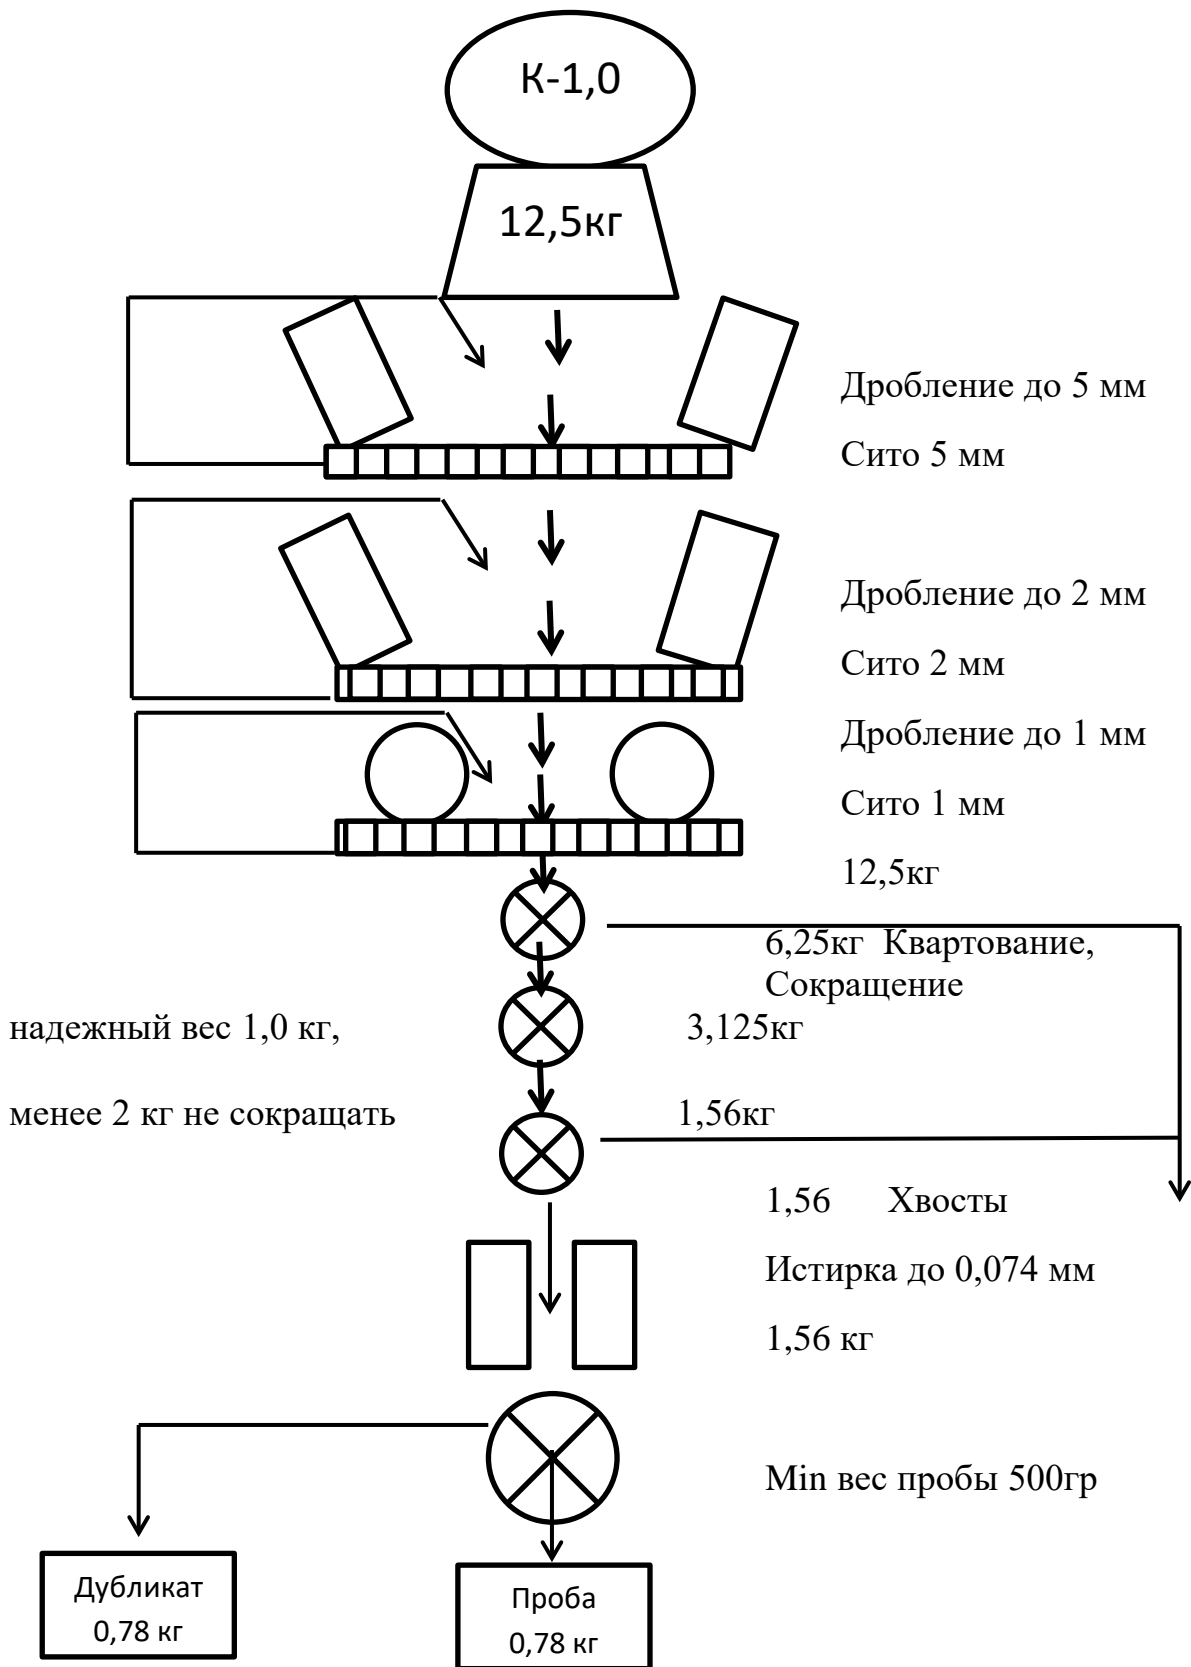 К-1,0
12,5кг
Дробление до 5 мм
Сито 5 мм
Дробление до 2 мм
Сито 2 мм
Дробление до 1 мм
Сито 1 мм
12,5кг
6,25кг Квартование,
Сокращение
надежный вес 1,0 кг,
3,125кг
менее 2 кг не сокращать
1,56кг
1,56 Хвосты
Истирка до 0,074 мм
1,56 кг
Min вес пробы 500гр
Дубликат
0,78 кг
Проба
0,78 кг